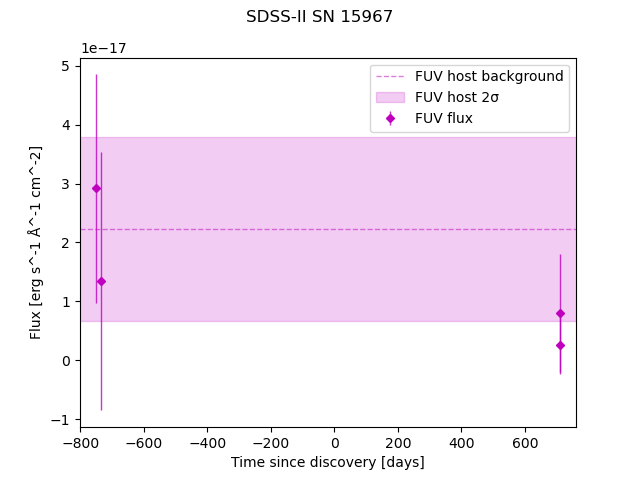 SDSS-II SN 15967
1e−17
5
4
3
2
1
0
−1
Flux [erg s^-1 Å^-1 cm^-2]
FUV host background
FUV host 2σ
FUV flux
−800 −600 −400 −200 0 200 400 600
Time since discovery [days]